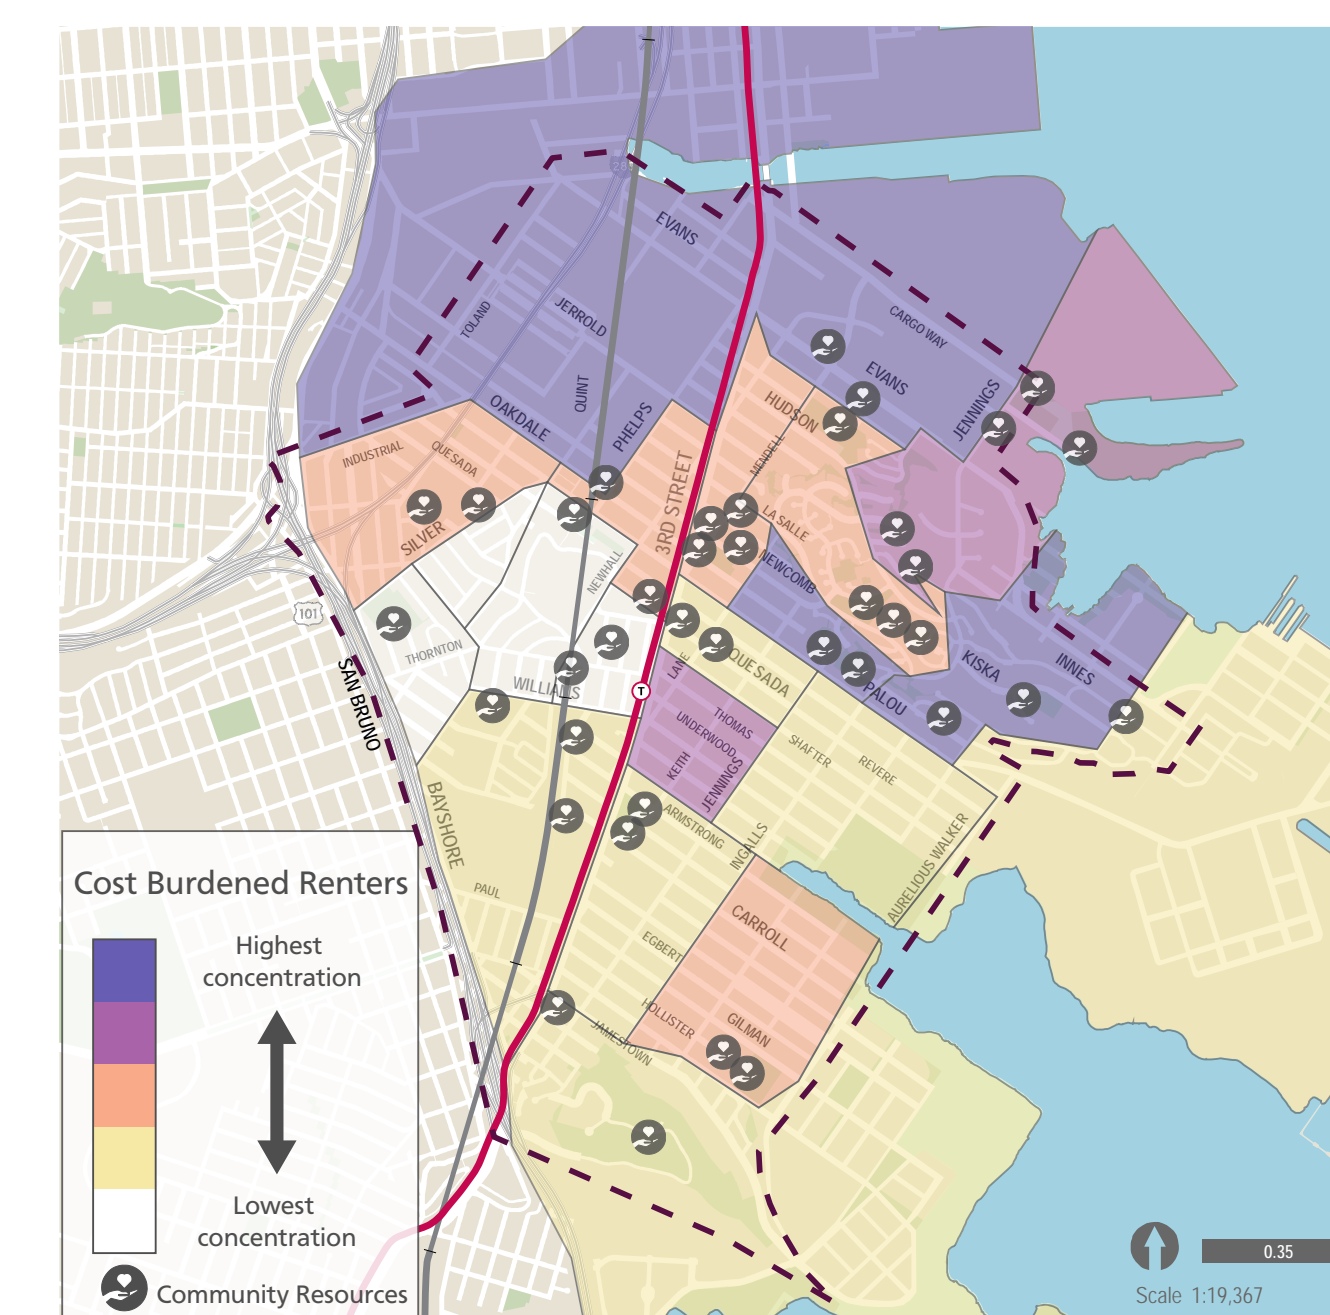 280
EVANS
CARGO WAY
TOLAND
JERROLD
EVANS
QUINT
OAKDALE
PHELPS
HUDSON
JENNINGS
INDUSTRIAL
QUESADA
MENDELL
3RD STREET
LA SALLE
SILVER
NEWHALL
NEWCOMB
101
THORNTON
SAN BRUNO
WILLIAMS
T
LANE
QUESADA
PALOU
KISKA
INNES
THOMAS
UNDERWOOD
KEITH
JENNINGS
SHAFTER
REVERE
BAYSHORE
ARMSTRONG
INGALLS
AURELIOUS WALKER
PAUL
CARROLL
EGBERT
HOLLISTER
GILMAN
JAMESTOWN
Cost Burdened Renters
Highest
concentration
Lowest
concentration
Community Resources
0.35
Scale 1:19,367